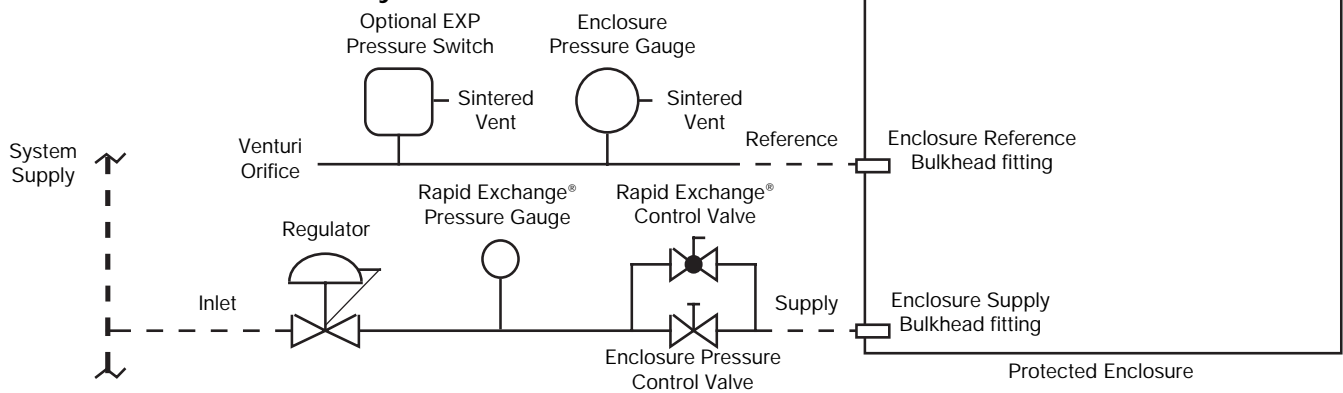 Optional EXP
Pressure Switch
Enclosure
Pressure Gauge
Sintered
Vent
Sintered
Vent
System
Supply
Venturi
Orifice
Reference
Enclosure Reference
Bulkhead fitting
Rapid Exchange®
Pressure Gauge
Rapid Exchange®
Control Valve
Regulator
Inlet
Supply
Enclosure Supply
Bulkhead fitting
Enclosure Pressure
Control Valve
Protected Enclosure